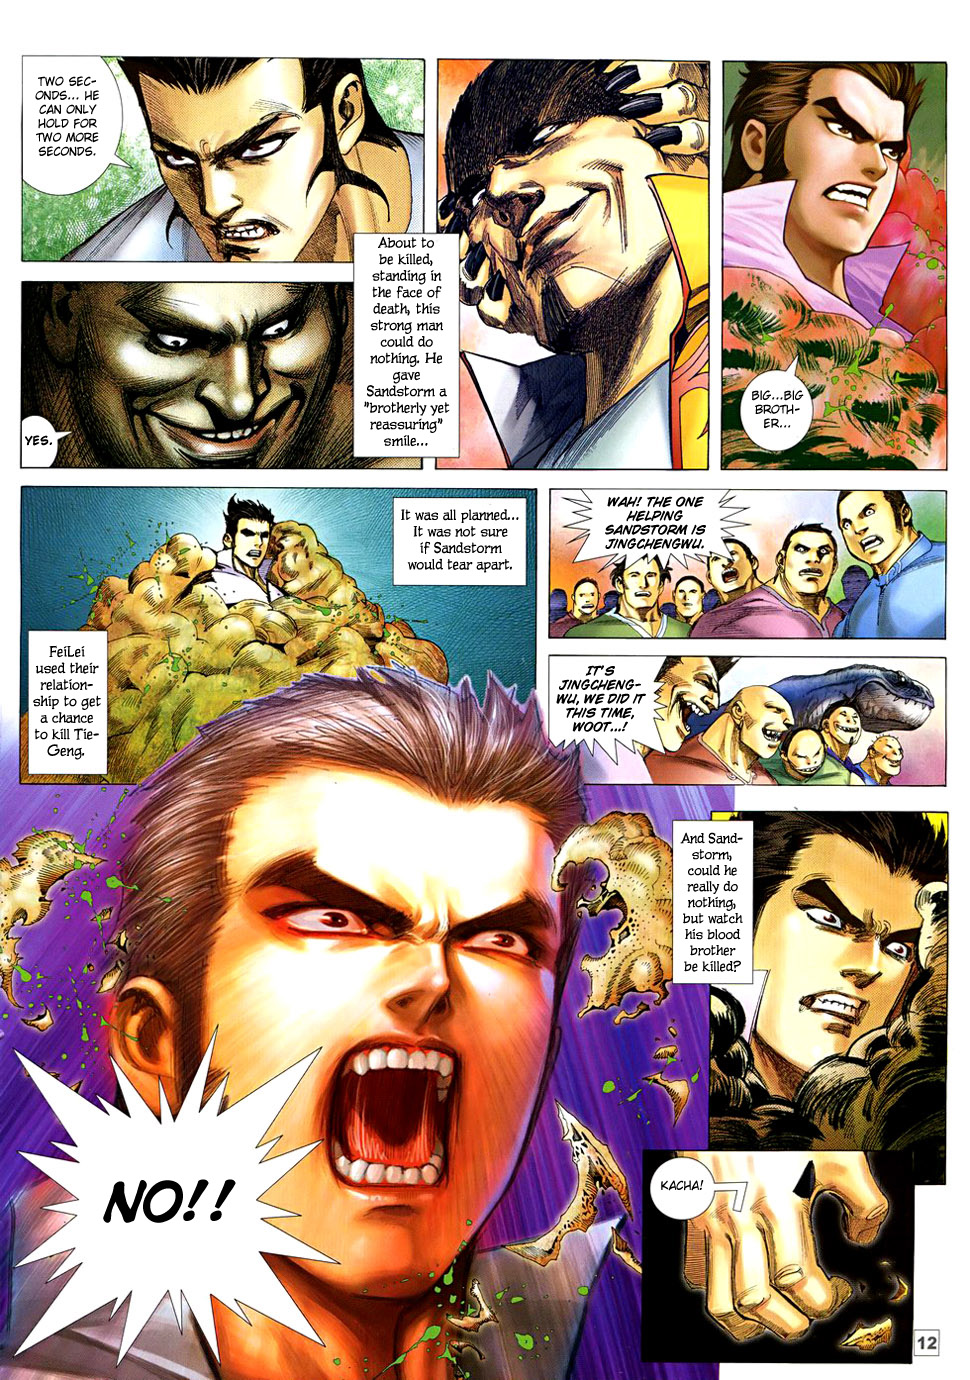 TWO SEC-
ONDS... HE
CAN ONLY
HOLD FOR
TWO MORE
SECONDS.
YES.
About to
be killed,
standing in
the face of
death, this
strong man
could do
nothing. He
gave
Sandstorm a
"brotherly yet
reassuring"
smile...
BIG...BIG
BROTH-
ER...
It was all planned...
It was not sure
if Sandstorm
would tear apart.
FeiLei
used their
relation-
ship to get
a chance
to kill Tie-
Geng.
WAH! THE ONE
HELPING
SANDSTORM IS
JINGCHENGWU.
IT'S
JINGCHENG-
WU, WE DID IT
THIS TIME,
WOOT...!
And Sand-
storm,
could he
really do
nothing,
but watch
his blood
brother
be killed?
NO!!
KACHA!
12